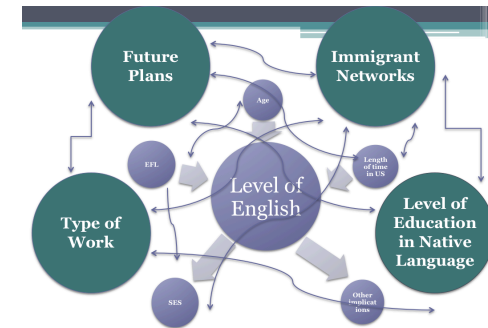 Future
Plans
Immigrant
Networks
Age
EFL
Length
of time
in US
Level of
English
Type of
Work
Level of
Education
in Native
Language
SES
Other
implicat
ions